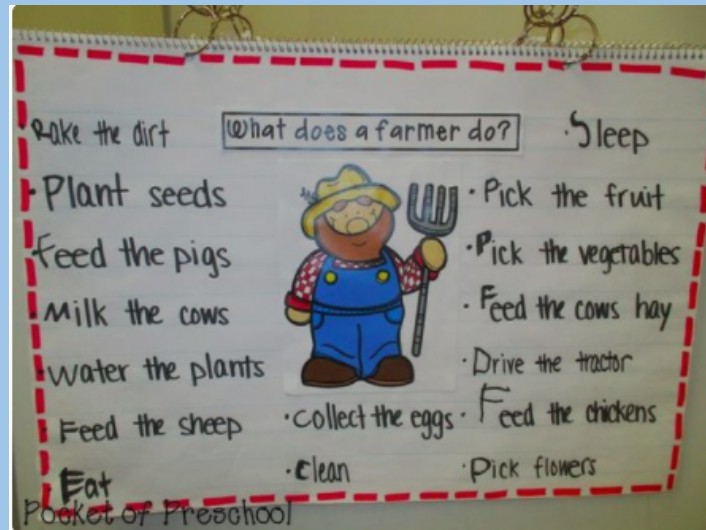 What does a farmer do?
Rake the dirt
· Plant seeds
· Feed the pigs
· Milk the cows
· Water the plants
· Feed the sheep
· Eat
· Collect the eggs
· Clean
· Sleep
· Pick the fruit
· Pick the vegetables
· Feed the cows hay
· Drive the tractor
· Feed the chickens
· Pick flowers
Pocket of Preschool